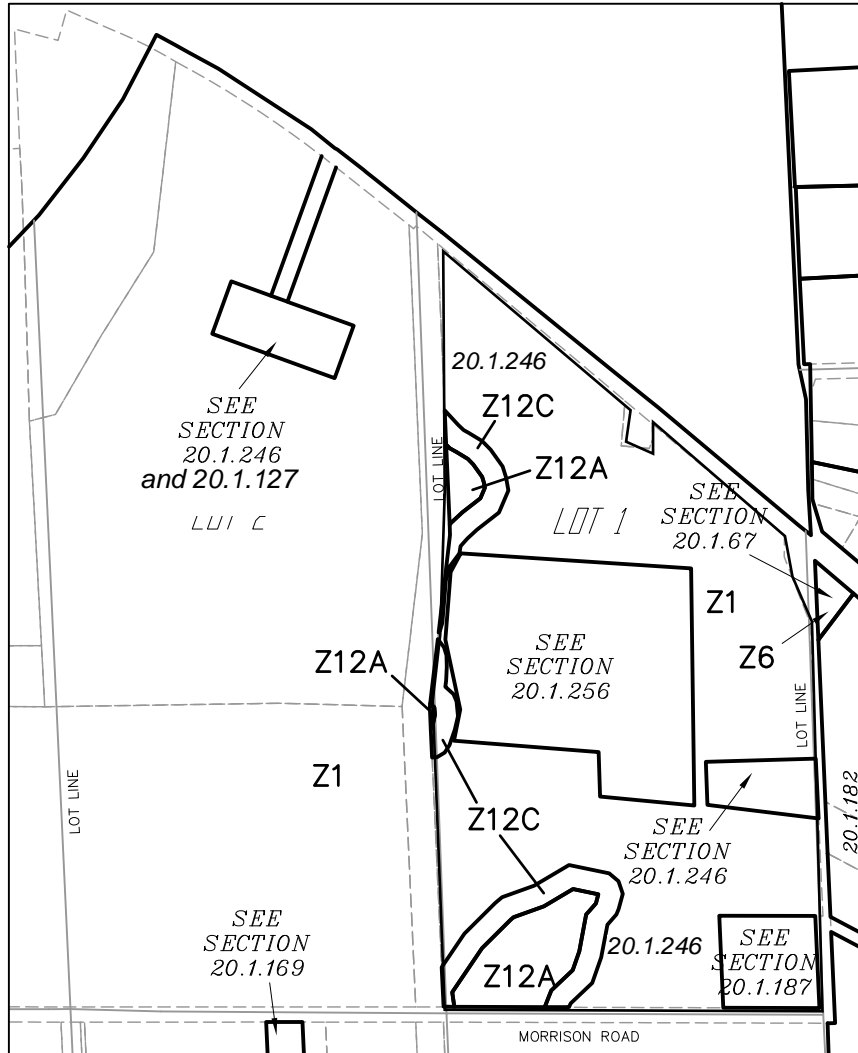 20.1.246
Z12C
SEE
SECTION
20.1.246
and 20.1.127
LOT LINE
Z12A
SEE
SECTION
20.1.67
LOT C
LOT 1
Z1
SEE
SECTION
20.1.256
Z6
Z12A
LOT LINE
Z1
LOT LINE
20.1.182
Z12C
SEE
SECTION
20.1.246
SEE
SECTION
20.1.169
20.1.246
SEE
SECTION
20.1.187
Z12A
MORRISON ROAD